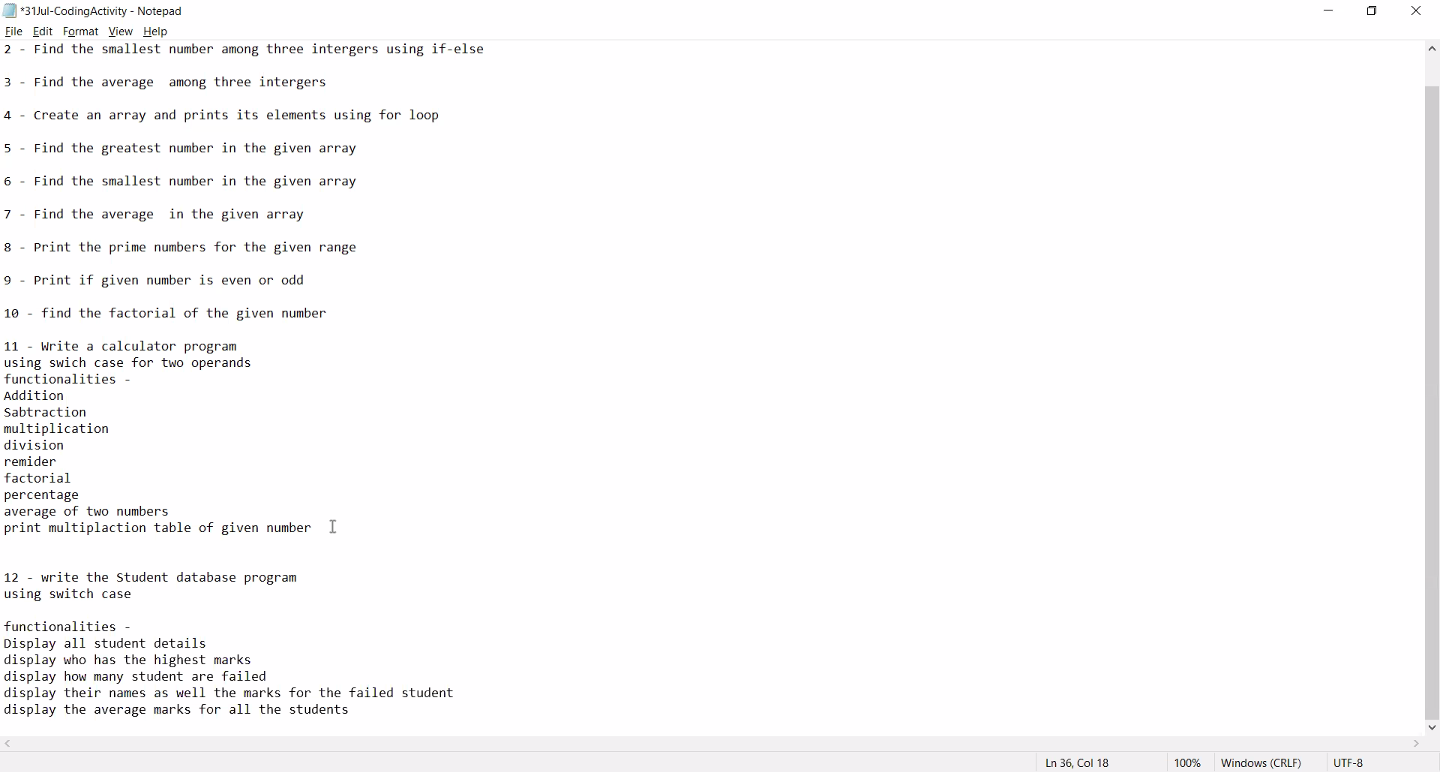 *31Jul-CodingActivity - Notepad
File Edit Format View Help
2 - Find the smallest number among three intergers using if-else
3 - Find the average  among three intergers
4 - Create an array and prints its elements using for loop
5 - Find the greatest number in the given array
6 - Find the smallest number in the given array
7 - Find the average  in the given array
8 - Print the prime numbers for the given range
9 - Print if given number is even or odd
10 - find the factorial of the given number
11 - Write a calculator program
using swich case for two operands
functionalities -
Addition
Sabtraction
multiplication
division
remider
factorial
percentage
average of two numbers
print multiplaction table of given number
12 - write the Student database program
using switch case
functionalities -
Display all student details
display who has the highest marks
display how many student are failed
display their names as well the marks for the failed student
display the average marks for all the students
Ln 36, Col 18 100% Windows (CRLF) UTF-8